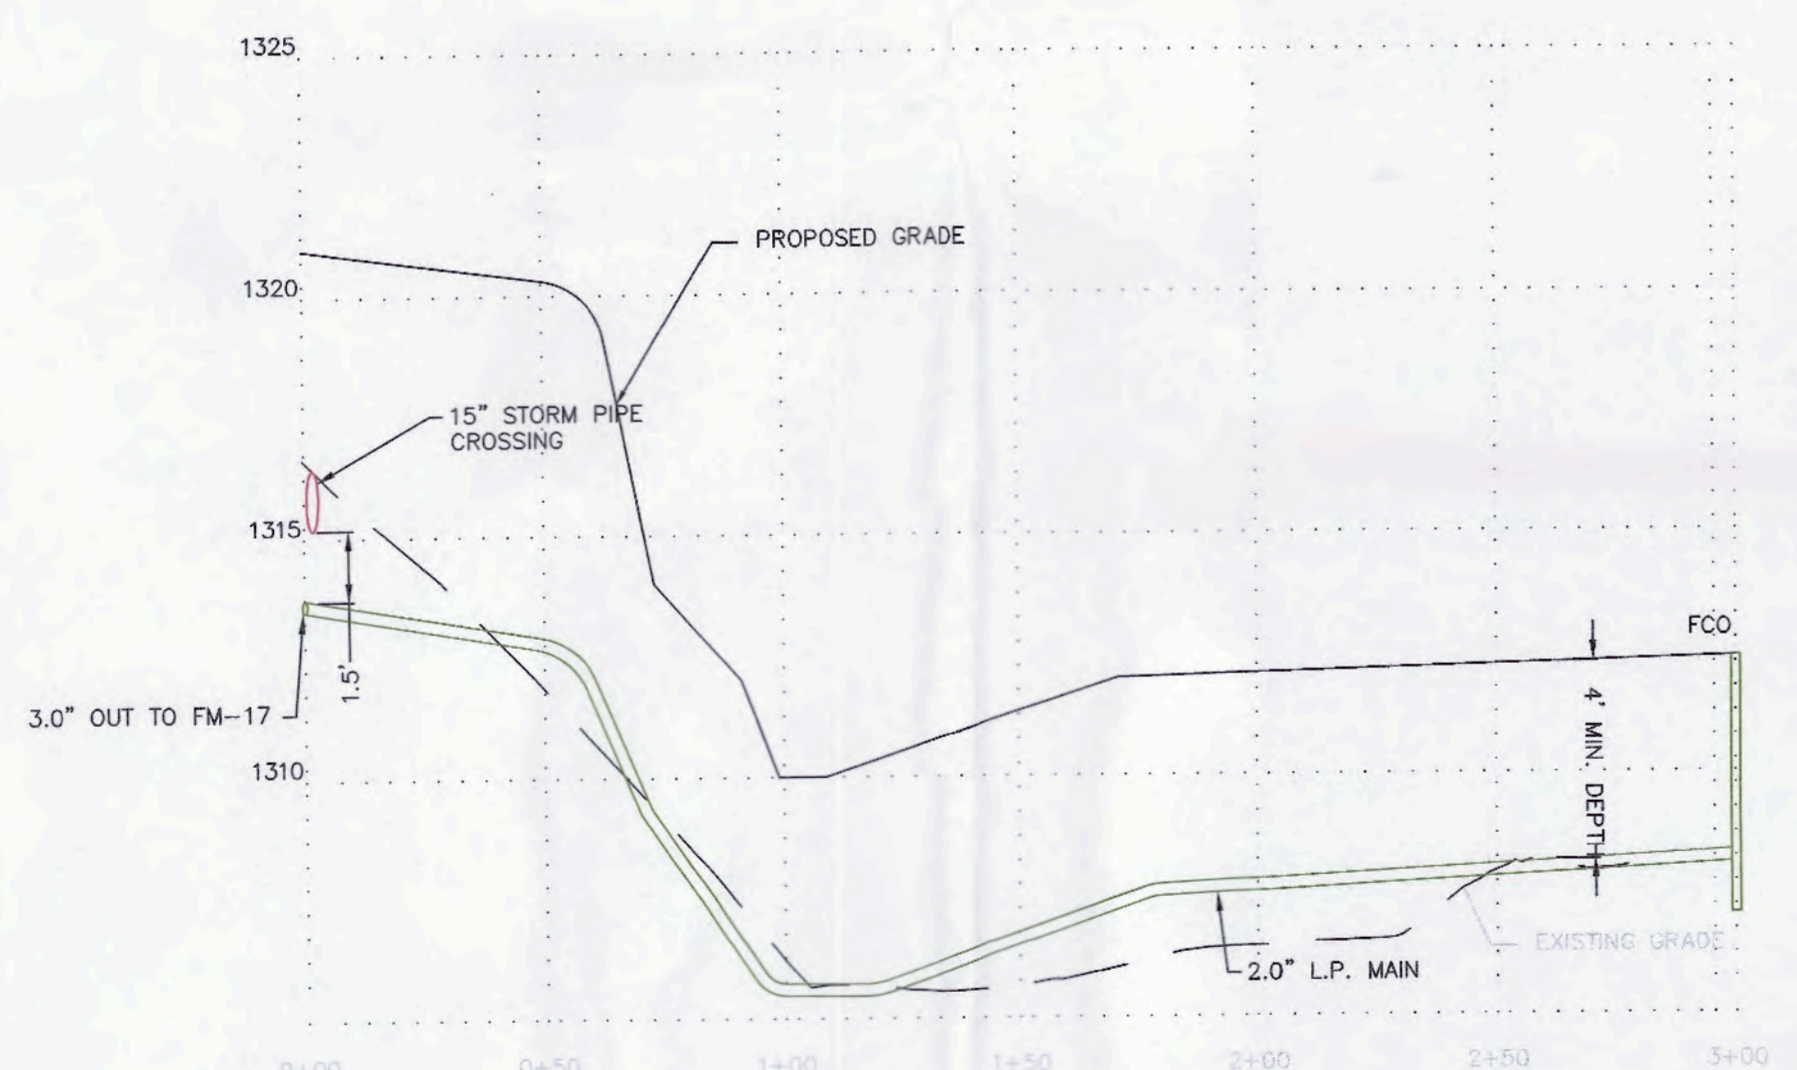 1325
PROPOSED GRADE
1320
15" STORM PIPE
CROSSING
1315
FCO
1.5'
3.0" OUT TO FM-17
4' MIN. DEPTH
1310
EXISTING GRADE
2.0" L.P. MAIN
0+00 0+50 1+00 1+50 2+00 2+50 3+00